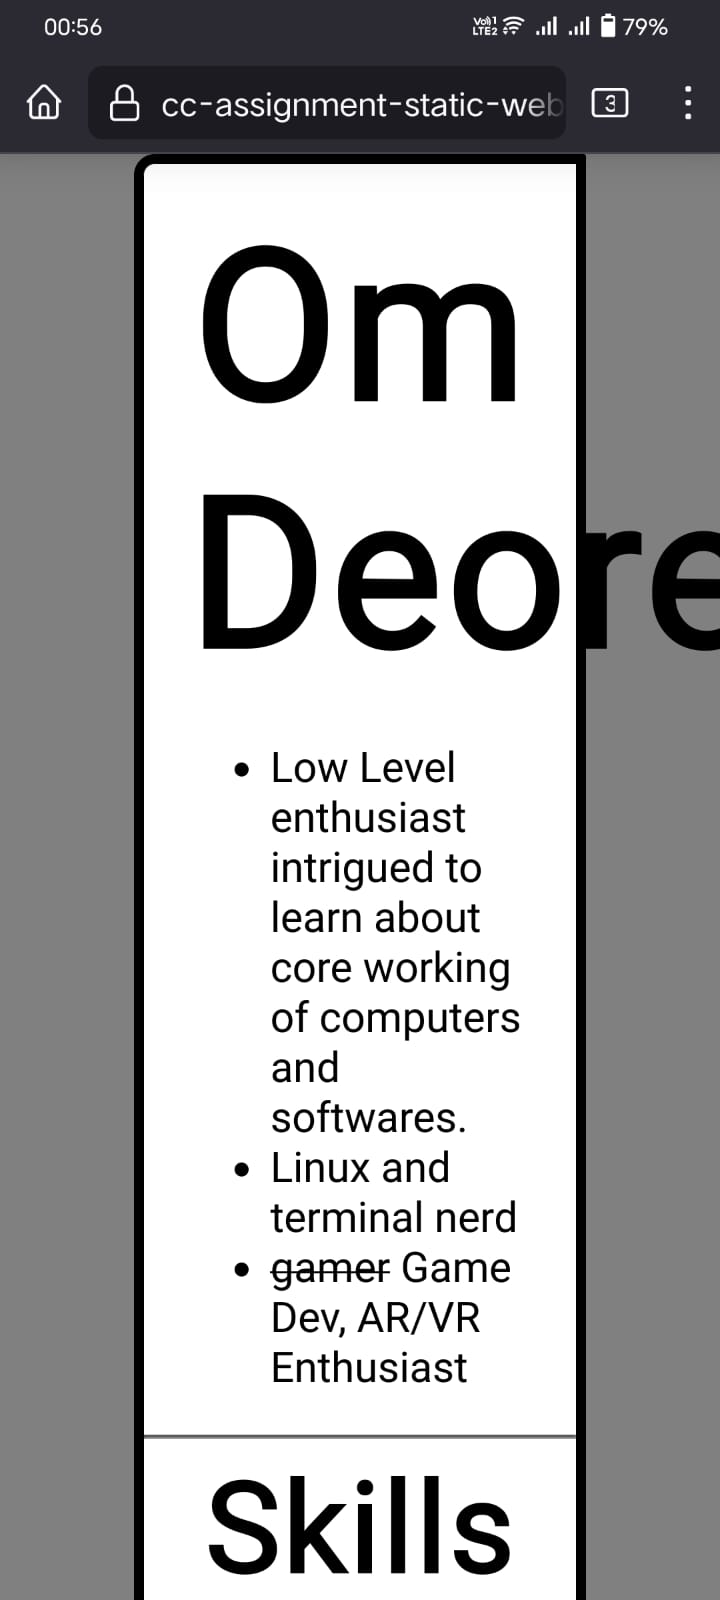 00:56 Vo)) 1 LTE2 79%
cc-assignment-static-web 3
Om
Deore
• Low Level
enthusiast
intrigued to
learn about
core working
of computers
and
softwares.
• Linux and
terminal nerd
• gamer Game
Dev, AR/VR
Enthusiast
Skills